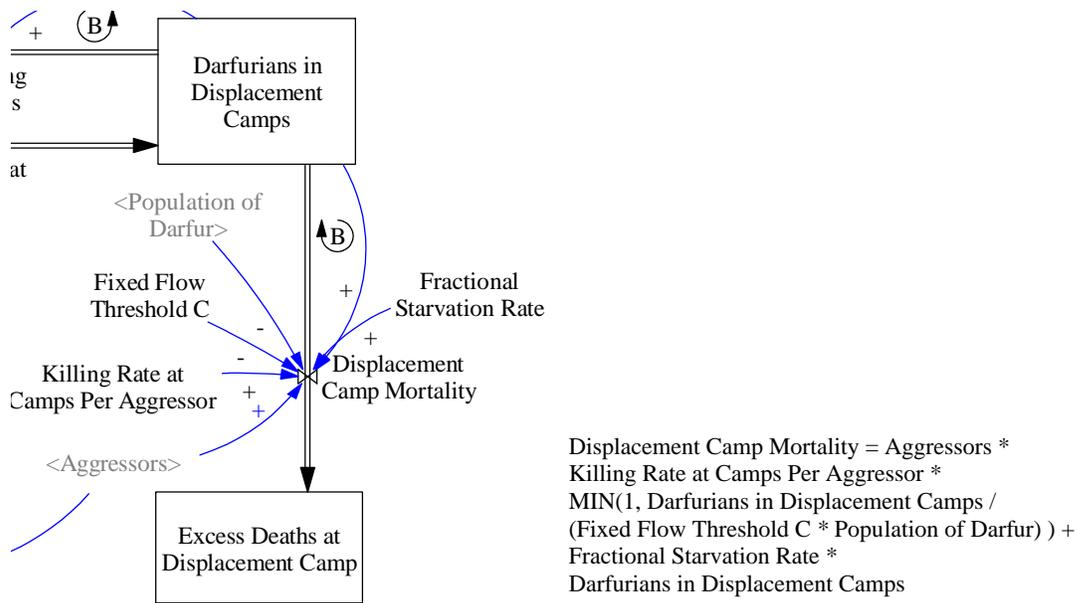 +
B
Darfurians in
Displacement
Camps
<Population of
Darfur>
B
+
Fixed Flow
Threshold C
Fractional
Starvation Rate
-
+
-
Displacement
Camp Mortality
Killing Rate at
Camps Per Aggressor
+
+
<Aggressors>
Excess Deaths at
Displacement Camp
Displacement Camp Mortality = Aggressors *
Killing Rate at Camps Per Aggressor *
MIN(1, Darfurians in Displacement Camps /
(Fixed Flow Threshold C * Population of Darfur) ) +
Fractional Starvation Rate *
Darfurians in Displacement Camps